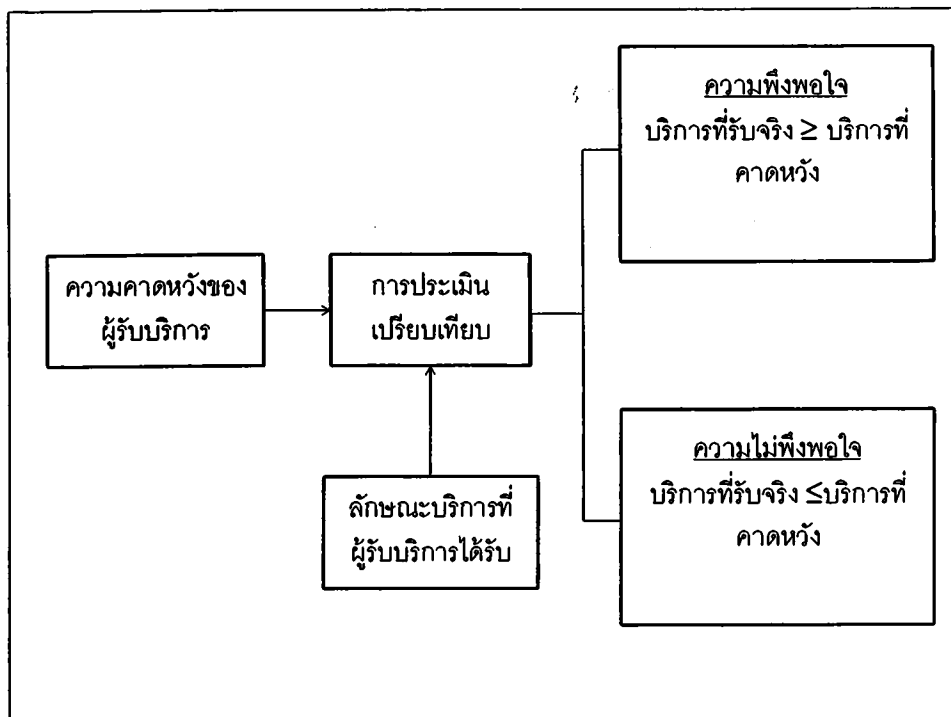 ความพึงพอใจ
บริการที่รับจริง ≥ บริการที่
คาดหวัง
ความคาดหวังของ
ผู้รับบริการ
การประเมิน
เปรียบเทียบ
ลักษณะบริการที่
ผู้รับบริการได้รับ
ความไม่พึงพอใจ
บริการที่รับจริง ≤บริการที่
คาดหวัง